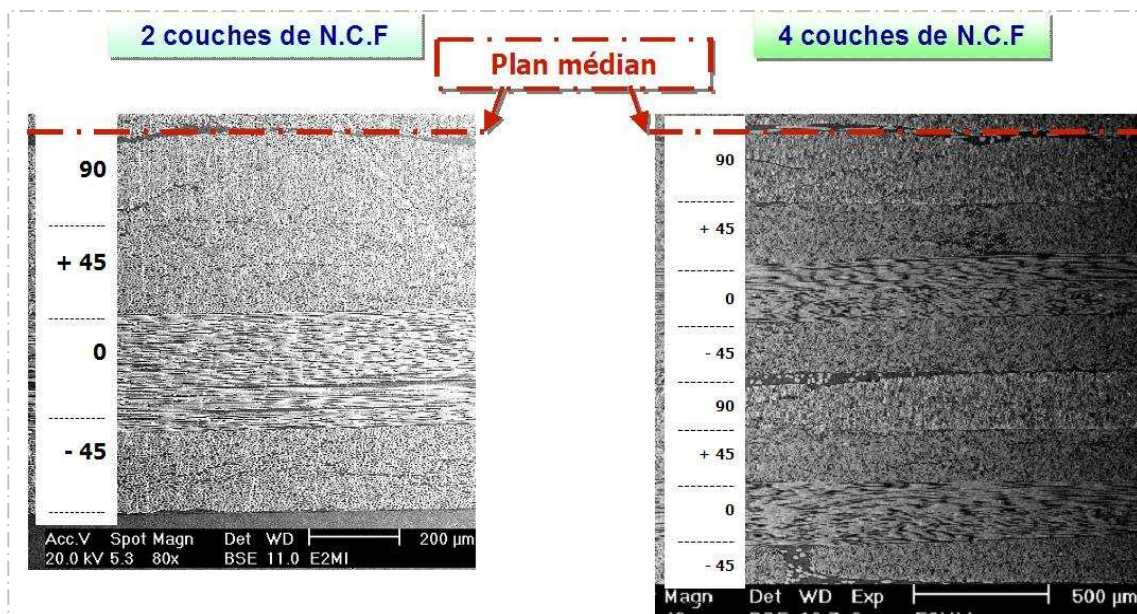 2 couches de N.C.F
4 couches de N.C.F
Plan médian
90
+ 45
0
- 45
Acc.V Spot Magn Det WD 200 µm
20.0 kV 5.3 80x BSE 11.0 E2MI
90
+ 45
0
- 45
90
+ 45
0
- 45
Magn Det WD Exp 500 µm